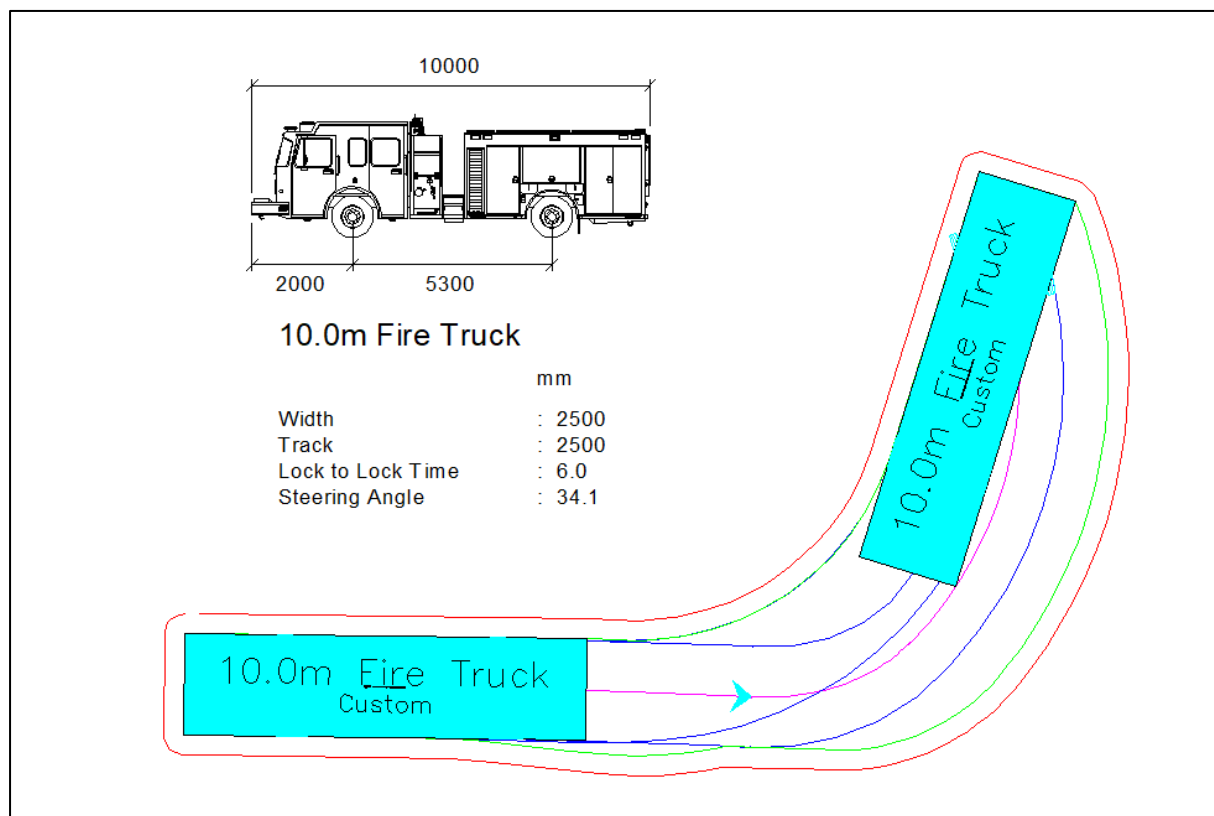 10000
2000
5300
10.0m Fire Truck
mm
Width : 2500
Track : 2500
Lock to Lock Time : 6.0
Steering Angle : 34.1
10.0m Fire Truck
Custom
10.0m Fire Truck
Custom